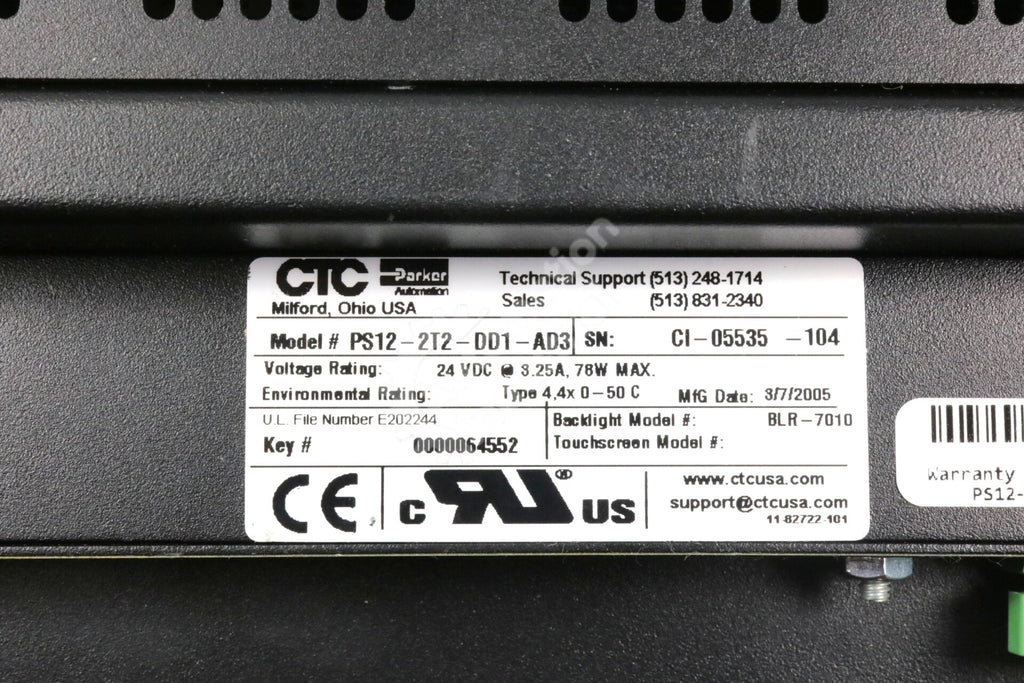 CTC Parker
Automation
Milford, Ohio USA
Technical Support (513) 248-1714
Sales (513) 831-2340
Model # PS12-2T2-DD1-AD3 SN: CI-05535 -104
Voltage Rating: 24 VDC @ 3.25A, 78W MAX.
Environmental Rating: Type 4,4x 0-50 C MfG Date: 3/7/2005
U.L. File Number E202244
Key # 0000064552
Backlight Model #: BLR-7010
Touchscreen Model #:
CE
c RU ® US
www.ctcusa.com
support@ctcusa.com
11-82722-101
Warranty
PS12-